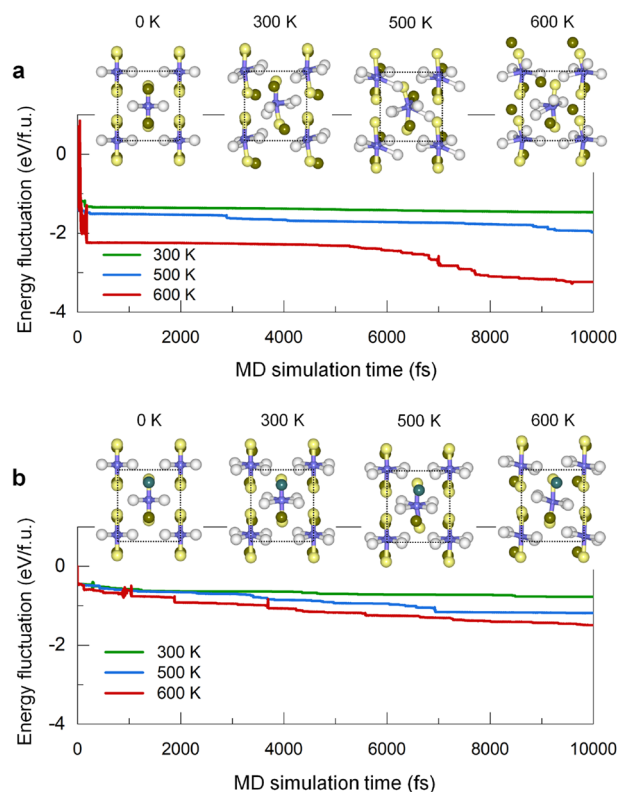 0 K 300 K 500 K 600 K
a
Energy fluctuation (eV/f.u.)
0
-2
-4
300 K
500 K
600 K
0 2000 4000 6000 8000 10000
MD simulation time (fs)
0 K 300 K 500 K 600 K
b
Energy fluctuation (eV/f.u.)
0
-2
-4
300 K
500 K
600 K
0 2000 4000 6000 8000 10000
MD simulation time (fs)